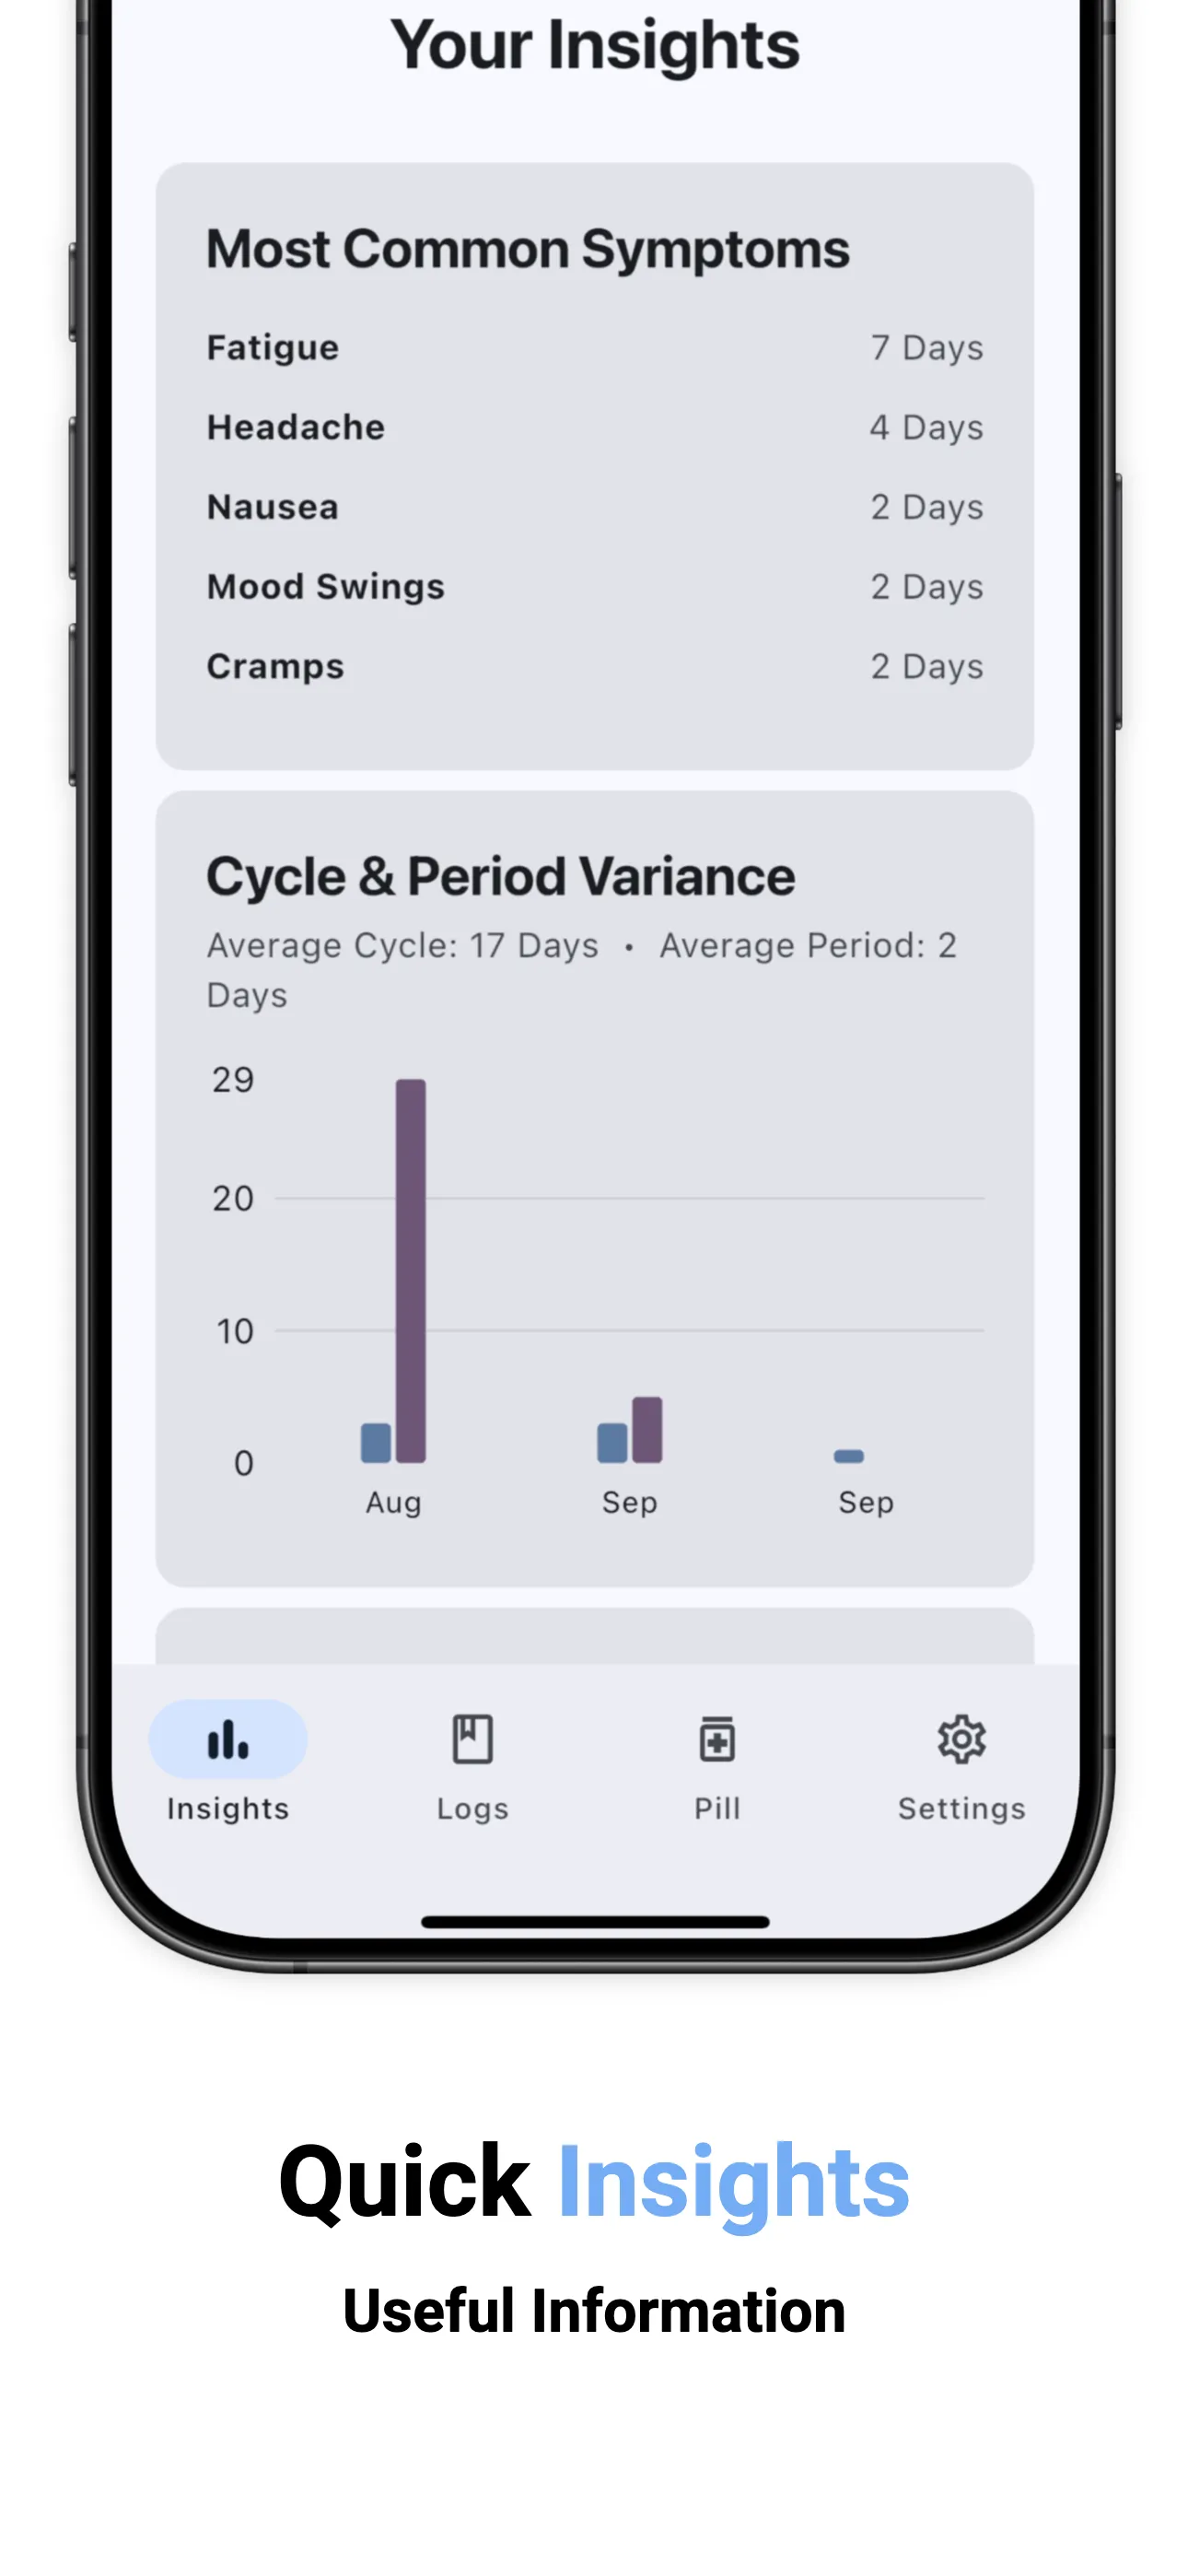 Your Insights
Most Common Symptoms
Fatigue 7 Days
Headache 4 Days
Nausea 2 Days
Mood Swings 2 Days
Cramps 2 Days
Cycle & Period Variance
Average Cycle: 17 Days • Average Period: 2
Days
29
20
10
0
Aug Sep Sep
Insights Logs Pill Settings
Quick Insights
Useful Information